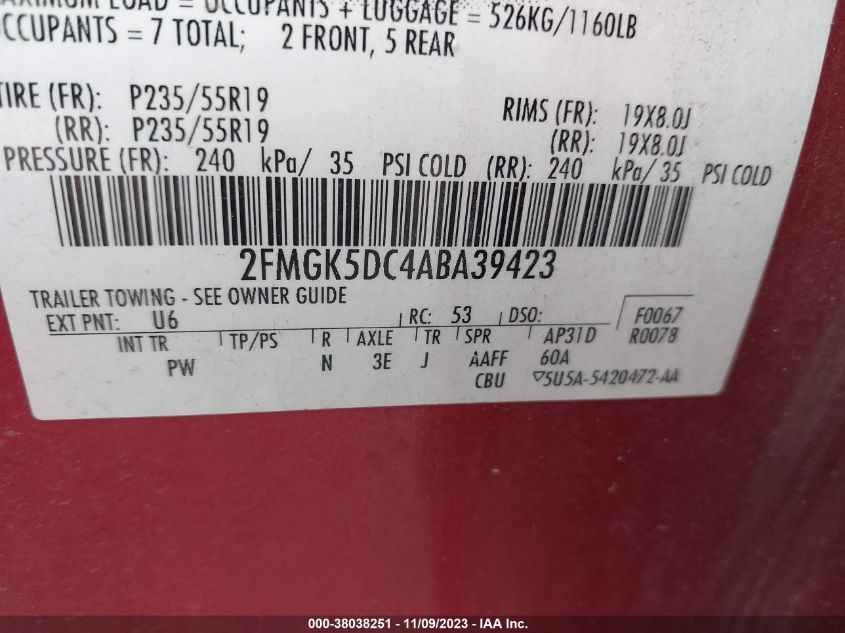 MAXIMUM LOAD = OCCUPANTS + LUGGAGE = 526KG/1160LB
OCCUPANTS = 7 TOTAL; 2 FRONT, 5 REAR
TIRE (FR): P235/55R19 RIMS (FR): 19X8.0J
(RR): P235/55R19 (RR): 19X8.0J
PRESSURE (FR): 240 kPa/ 35 PSI COLD (RR): 240 kPa/ 35 PSI COLD
2FMGK5DC4ABA39423
TRAILER TOWING - SEE OWNER GUIDE
EXT PNT: U6 RC: 53 DSO: F0067
INT TR TP/PS R AXLE TR SPR AP31D R0078
PW N 3E J AAFF 60A
CBU 5U5A-5420472-AA
000-38038251 - 11/09/2023 - IAA Inc.